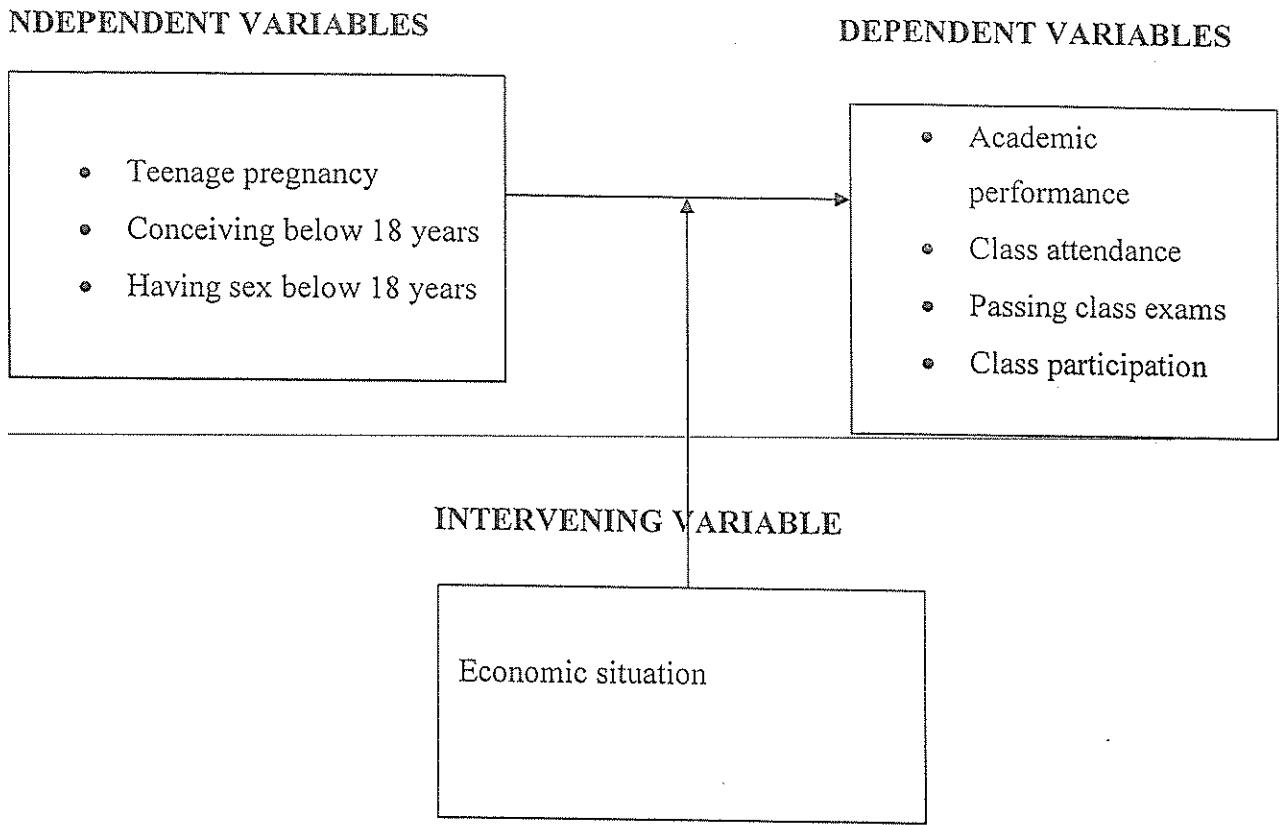 NDEPENDENT VARIABLES
DEPENDENT VARIABLES
• Teenage pregnancy
• Conceiving below 18 years
• Having sex below 18 years
• Academic
performance
• Class attendance
• Passing class exams
• Class participation
INTERVENING VARIABLE
Economic situation